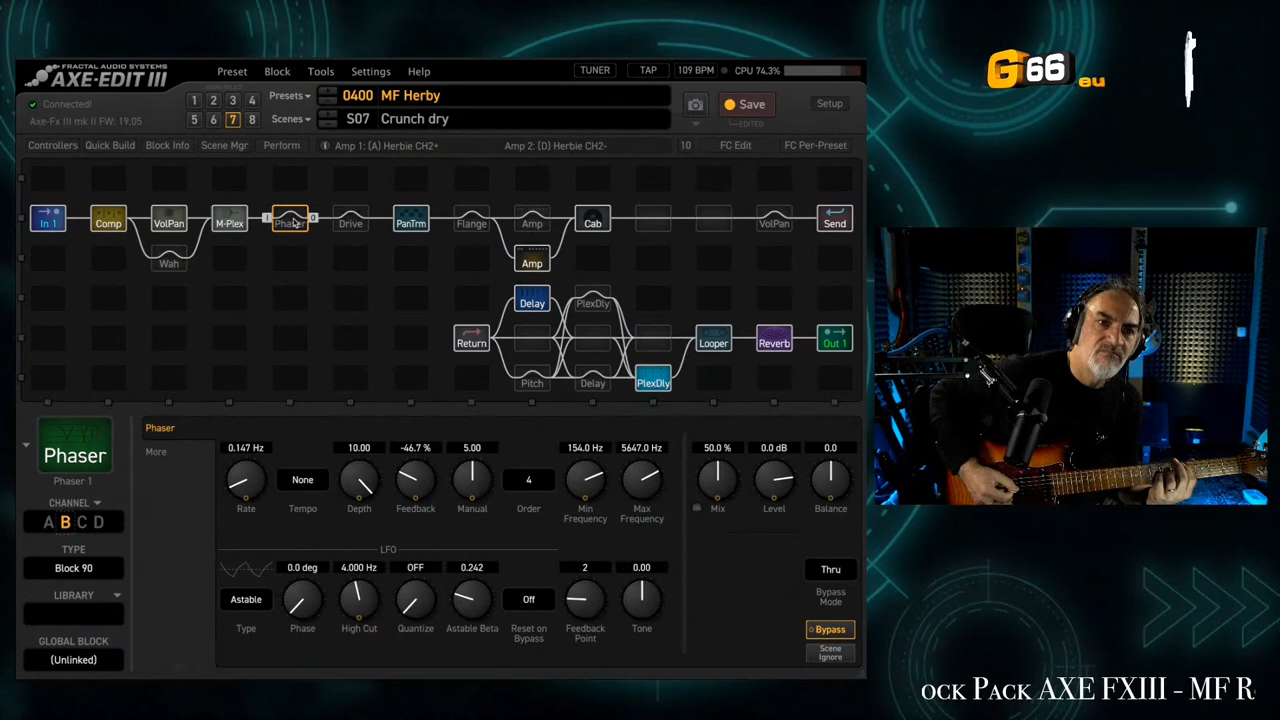 FRACTAL AUDIO SYSTEMS
AXE-EDIT III
Preset Block Tools Settings Help
TUNER TAP 109 BPM CPU 74.3%
G66.eu
Connected!
Axe-Fx III mk II FW: 19.05
1 2 3 4
5 6 7 8
Presets 0400 MF Herby
Scenes S07 Crunch dry
Save
EDITED
Setup
Controllers Quick Build Block Info Scene Mgr Perform Amp 1: (A) Herbie CH2+ Amp 2: (D) Herbie CH2- 10 FC Edit FC Per-Preset
In 1 Comp VolPan M-Plex I Phaser O Drive PanTrm Flange Amp Cab VolPan Send
Wah Amp
Delay PlexDly
Return Looper Reverb Out 1
Pitch Delay PlexDly
Phaser
Phaser 1
CHANNEL
A B C D
TYPE
Block 90
LIBRARY
GLOBAL BLOCK
(Unlinked)
Phaser
More
0.147 Hz 10.00 -46.7 % 5.00 154.0 Hz 5647.0 Hz 50.0 % 0.0 dB 0.0
None 4
Rate Tempo Depth Feedback Manual Order Min Frequency Max Frequency Mix Level Balance
LFO
0.0 deg 4.000 Hz OFF 0.242 2 0.00
Astable Off
Type Phase High Cut Quantize Astable Beta Reset on Bypass Feedback Point Tone
Thru
Bypass Mode
Bypass
Scene Ignore
ock Pack AXE FXIII - MF R